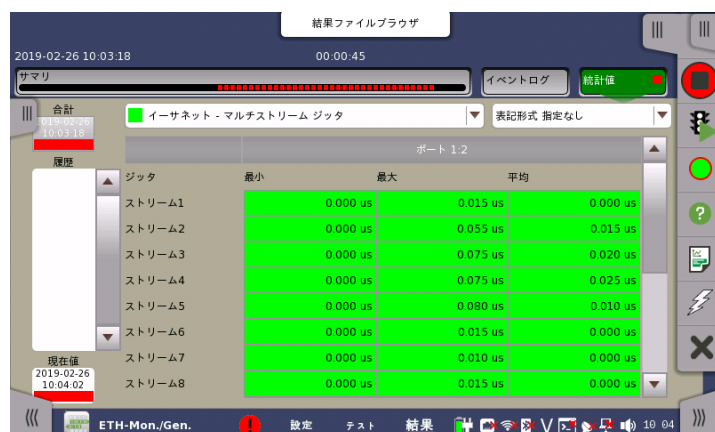 結果ファイルブラウザ
2019-02-26 10:03:18 00:00:45
サマリ イベントログ 統計値
合計
2019-02-26
10:03:18
イーサネット - マルチストリーム ジッタ 表記形式 指定なし
ポート 1:2
履歴
ジッタ 最小 最大 平均
ストリーム1 0.000 us 0.015 us 0.000 us
ストリーム2 0.000 us 0.055 us 0.015 us
ストリーム3 0.000 us 0.075 us 0.020 us
ストリーム4 0.000 us 0.075 us 0.025 us
ストリーム5 0.000 us 0.080 us 0.010 us
ストリーム6 0.000 us 0.015 us 0.000 us
ストリーム7 0.000 us 0.010 us 0.000 us
ストリーム8 0.000 us 0.015 us 0.000 us
現在値
2019-02-26
10:04:02
ETH-Mon./Gen. 設定 テスト 結果 10 04